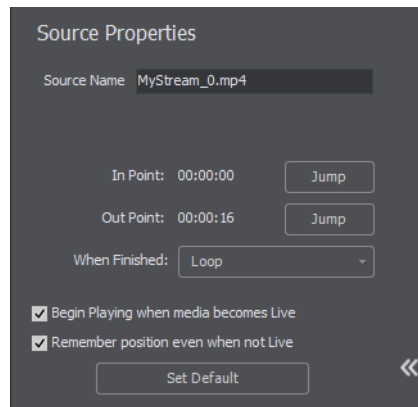 Source Properties
Source Name MyStream_0.mp4
In Point: 00:00:00 Jump
Out Point: 00:00:16 Jump
When Finished: Loop
Begin Playing when media becomes Live
Remember position even when not Live
Set Default